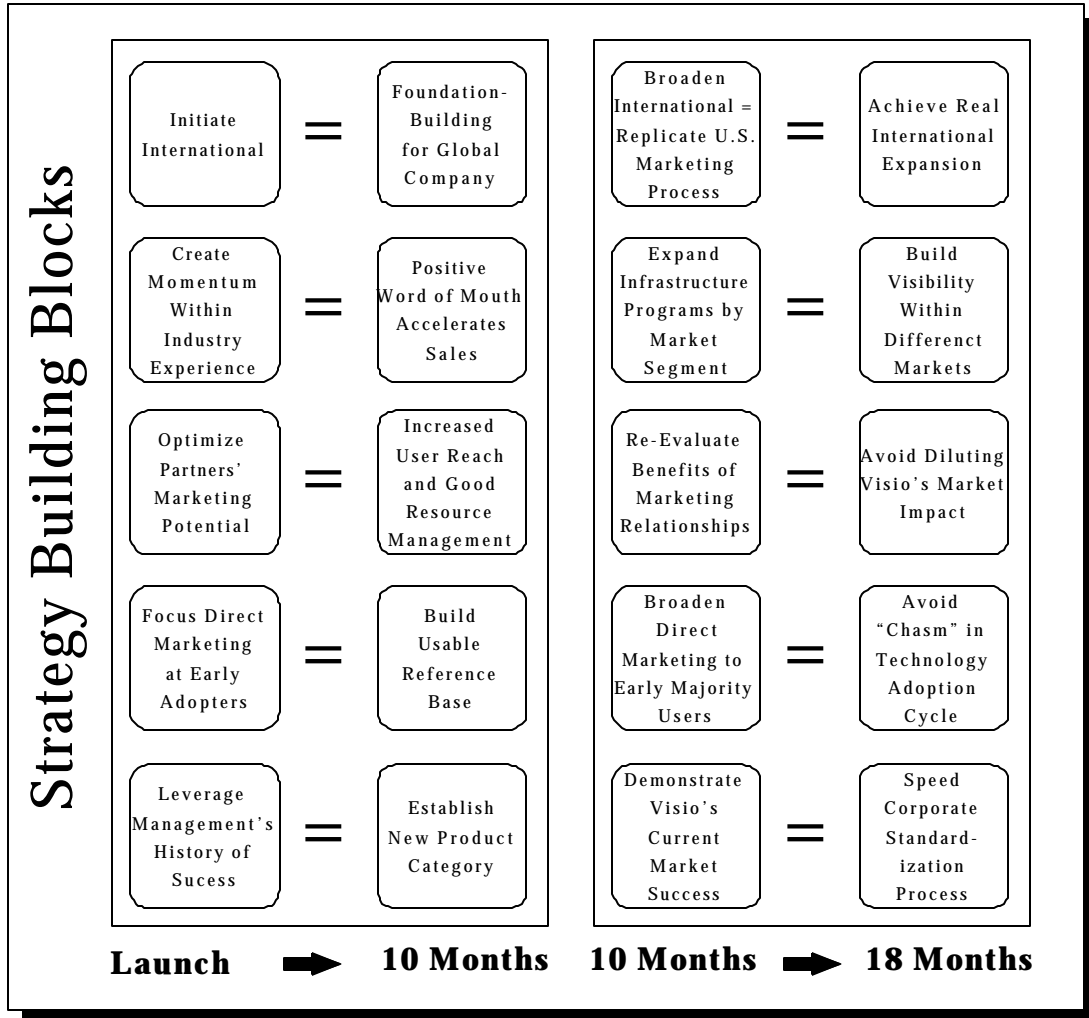 Strategy Building Blocks
Initiate
International
=
Foundation-
Building
for Global
Company
Broaden
International =
Replicate U.S.
Marketing
Process
=
Achieve Real
International
Expansion
Create
Momentum
Within
Industry
Experience
=
Positive
Word of Mouth
Accelerates
Sales
Expand
Infrastructure
Programs by
Market
Segment
=
Build
Visibility
Within
Differenct
Markets
Optimize
Partners’
Marketing
Potential
=
Increased
User Reach
and Good
Resource
Management
Re-Evaluate
Benefits of
Marketing
Relationships
=
Avoid Diluting
Visio’s Market
Impact
Focus Direct
Marketing
at Early
Adopters
=
Build
Usable
Reference
Base
Broaden
Direct
Marketing to
Early Majority
Users
=
Avoid
“Chasm” in
Technology
Adoption
Cycle
Leverage
Management’s
History of
Sucess
=
Establish
New Product
Category
Demonstrate
Visio’s
Current
Market
Success
=
Speed
Corporate
Standard-
ization
Process
Launch
10 Months
10 Months
18 Months